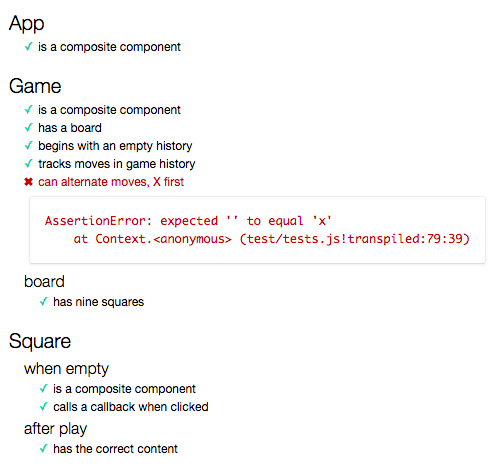 App
✓ is a composite component
Game
✓ is a composite component
✓ has a board
✓ begins with an empty history
✓ tracks moves in game history
✖ can alternate moves, X first
AssertionError: expected '' to equal 'x'
at Context.<anonymous> (test/tests.js!transpiled:79:39)
board
✓ has nine squares
Square
when empty
✓ is a composite component
✓ calls a callback when clicked
after play
✓ has the correct content